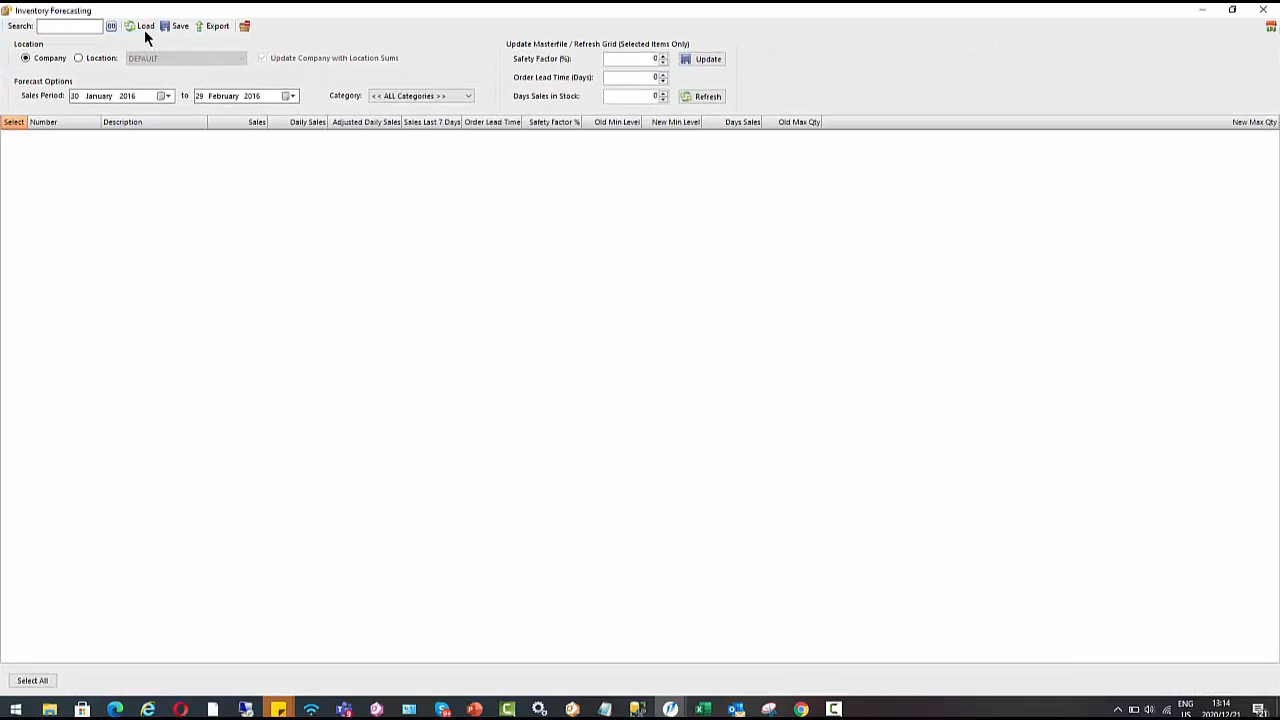 Inventory Forecasting
Search: Load Save Export
Location
Company Location: DEFAULT Update Company with Location Sums
Forecast Options
Sales Period: 30 January 2016 to 29 February 2016 Category: << ALL Categories >>
Update Masterfile / Refresh Grid (Selected Items Only)
Safety Factor (%): 0 Update
Order Lead Time (Days): 0
Days Sales in Stock: 0 Refresh
Select Number Description Sales Daily Sales Adjusted Daily Sales Sales Last 7 Days Order Lead Time Safety Factor % Old Min Level New Min Level Days Sales Old Max Qty New Max Qty
Select All
ENG 13:14
US 2020/12/21